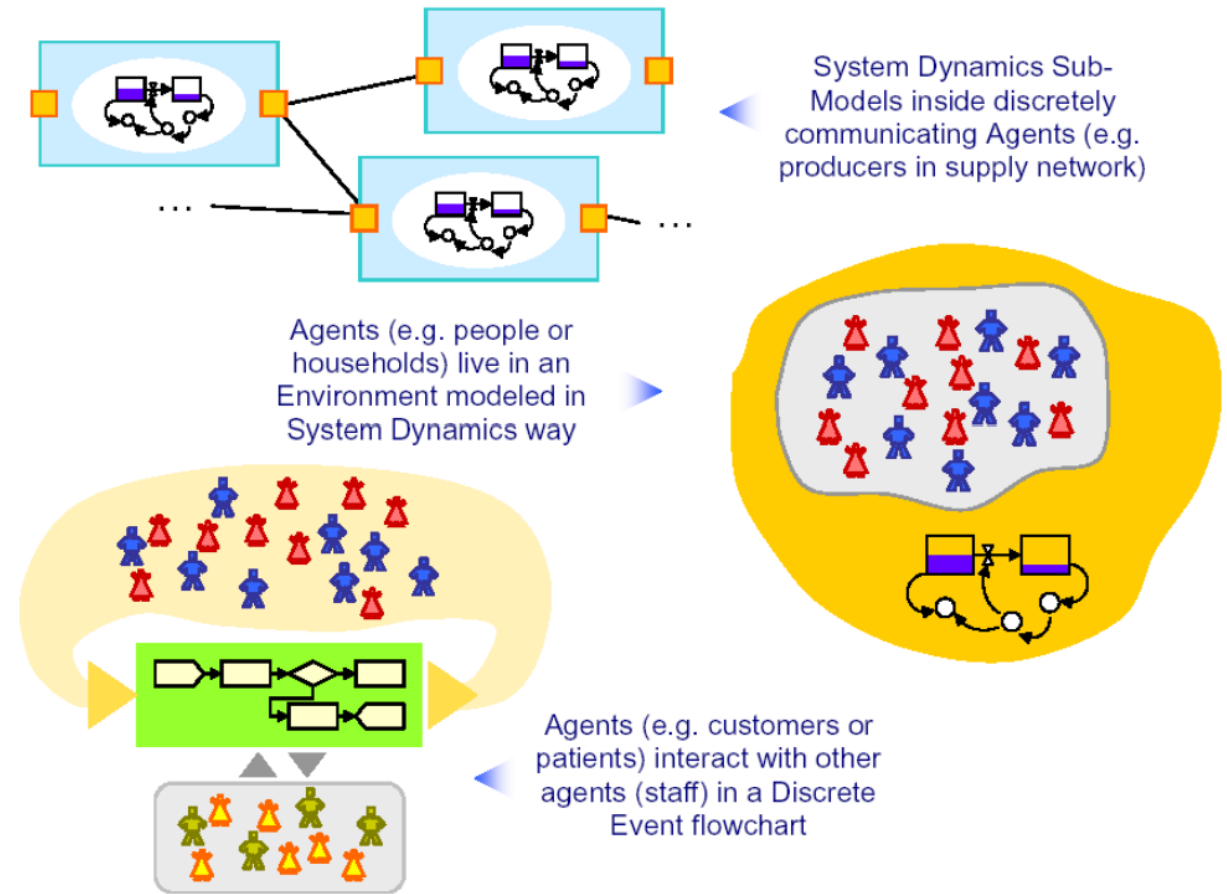 System Dynamics Sub-
Models inside discretely
communicating Agents (e.g.
producers in supply network)
...
...
Agents (e.g. people or
households) live in an
Environment modeled in
System Dynamics way
Agents (e.g. customers or
patients) interact with other
agents (staff) in a Discrete
Event flowchart